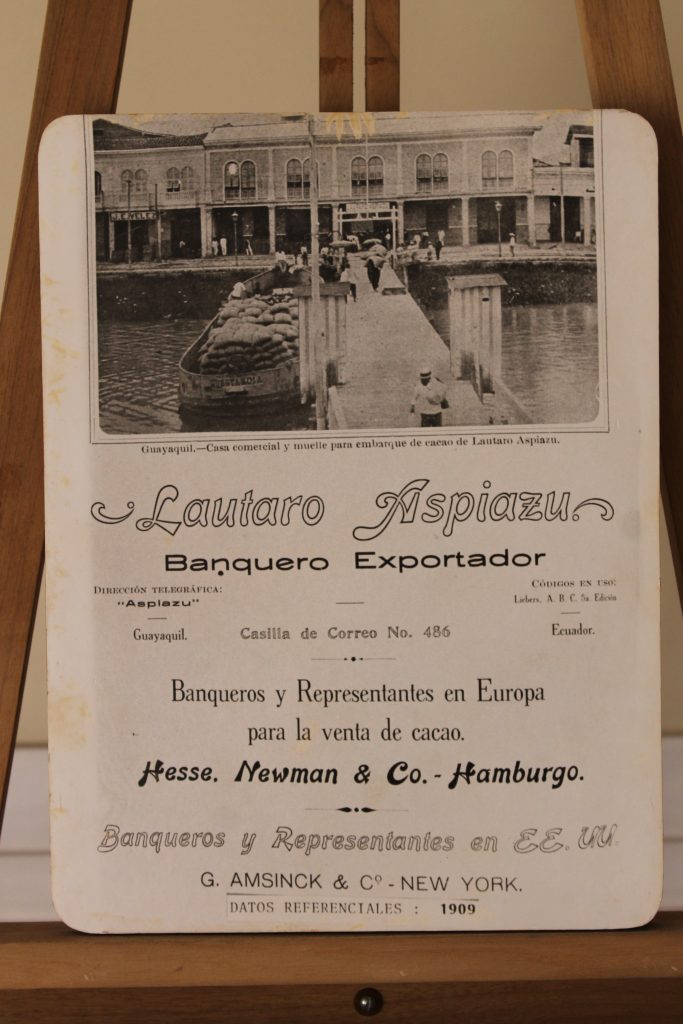 J. E. VELEZ
Guayaquil.—Casa comercial y muelle para embarque de cacao de Lautaro Aspiazu.
Lautaro Aspiazu.
Banquero Exportador
DIRECCIÓN TELEGRÁFICA:
"Aspiazu"
CÓDIGOS EN USO:
Liebers, A. B. C. 5a. Edición
Guayaquil.
Casilla de Correo No. 486
Ecuador.
Banqueros y Representantes en Europa
para la venta de cacao.
Hesse, Newman & Co. - Hamburgo.
Banqueros y Representantes en EE. UU.
G. AMSINCK & Cº - NEW YORK.
DATOS REFERENCIALES : 1909